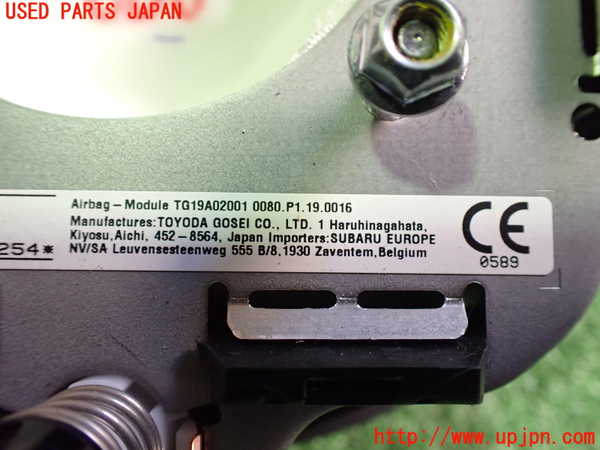 USED PARTS JAPAN
Airbag-Module TG19A02001 0080.P1.19.0016
Manufactures:TOYODA GOSEI CO., LTD. 1 Haruhinagahata,
Kiyosu,Aichi, 452-8564, Japan Importers:SUBARU EUROPE
NV/SA Leuvensesteenweg 555 B/8,1930 Zaventem,Belgium
254*
CE
0589
http://www.upjpn.com/